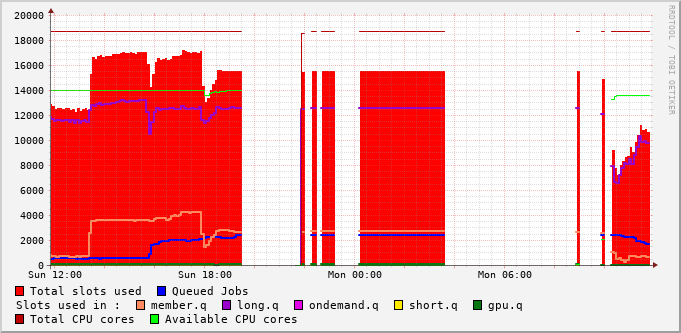 20000
18000
16000
14000
12000
10000
8000
6000
4000
2000
0
Sun 12:00 Sun 18:00 Mon 00:00 Mon 06:00
RRDTOOL / TOBI OETIKER
Total slots used Queued Jobs
Slots used in : member.q long.q ondemand.q short.q gpu.q
Total CPU cores Available CPU cores